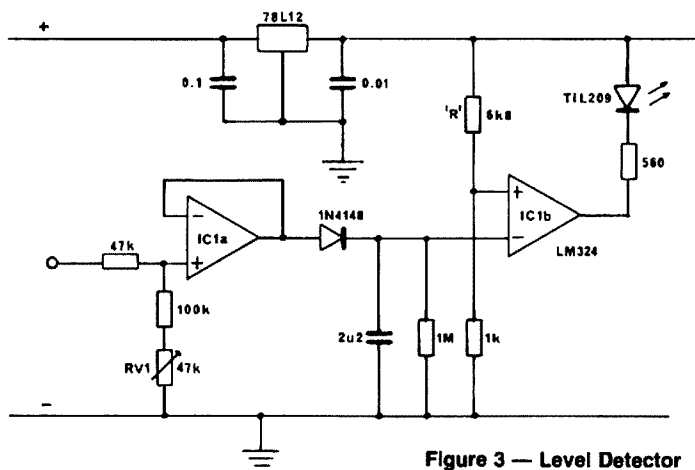 78L12
+
0.1
0.01
'R'
6k8
TIL209
560
+
IC1b
−
LM324
−
IC1a
+
1N4148
47k
100k
RV1
47k
2u2
1M
1k
−
Figure 3 — Level Detector